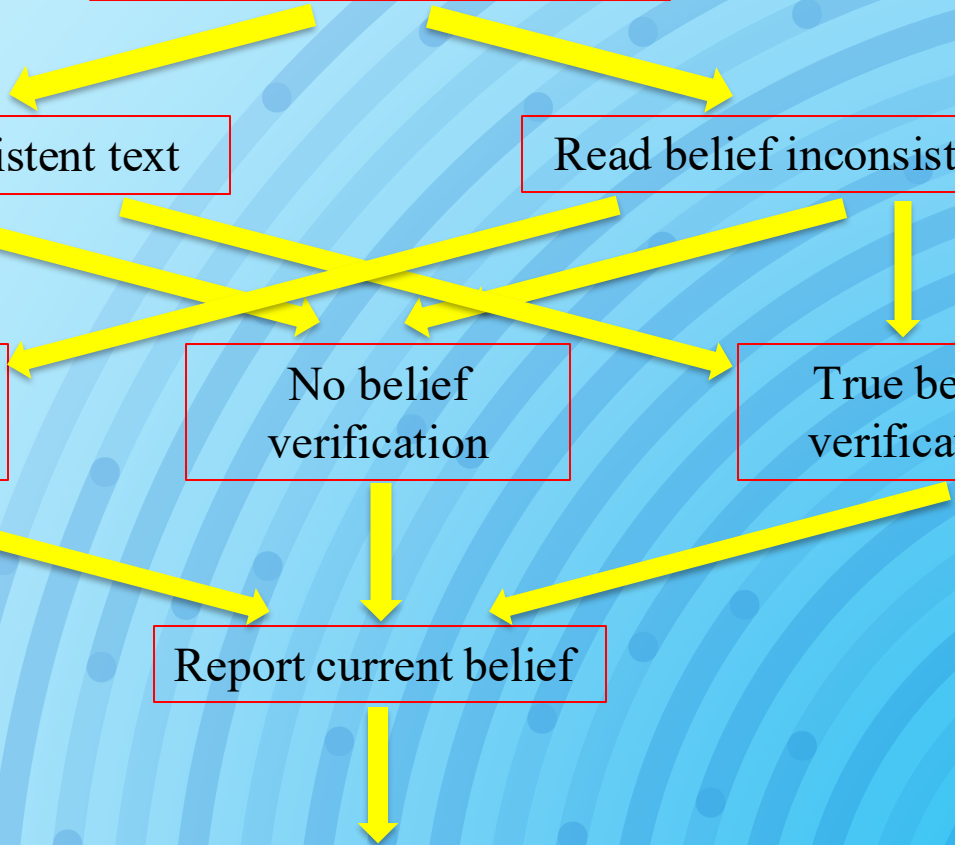 istent text
Read belief inconsist
No belief
verification
True be
verifica
Report current belief